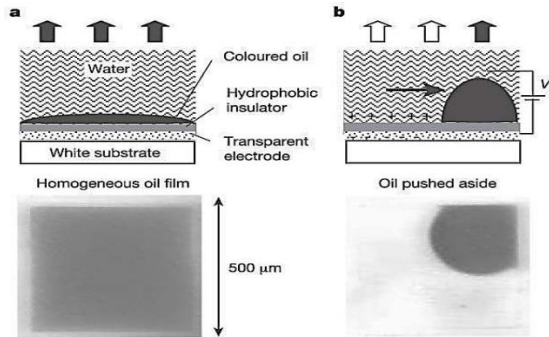 a
b
Water
Coloured oil
Hydrophobic
insulator
Transparent
electrode
White substrate
V
Homogeneous oil film
Oil pushed aside
500 µm